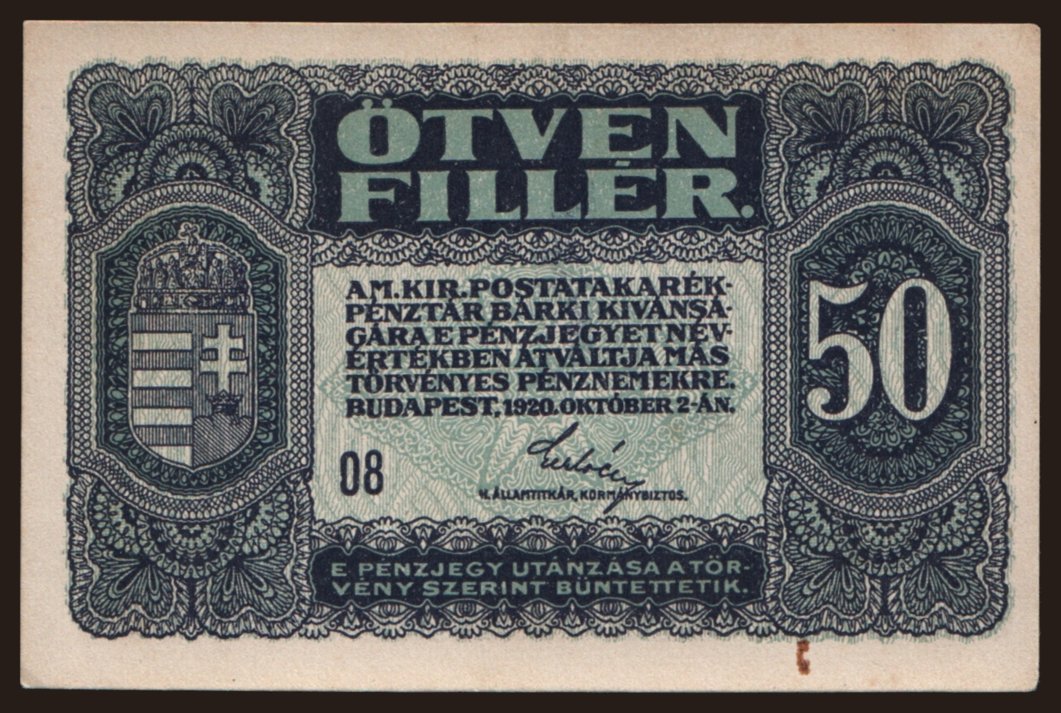 ÖTVEN
FILLÉR.
A M. KIR. POSTATAKARÉK-
PÉNZTÁR BÁRKI KIVÁNSÁ-
GÁRA E PÉNZJEGYET NÉV-
ÉRTÉKBEN ÁTVÁLTJA MÁS
TÖRVÉNYES PÉNZNEMEKRE.
BUDAPEST, 1920. OKTÓBER 2-ÁN.
50
08
H. ÁLLAMTITKÁR, KORMÁNYBIZTOS.
E PÉNZJEGY UTÁNZÁSA A TÖR-
VÉNY SZERINT BÜNTETTETIK.